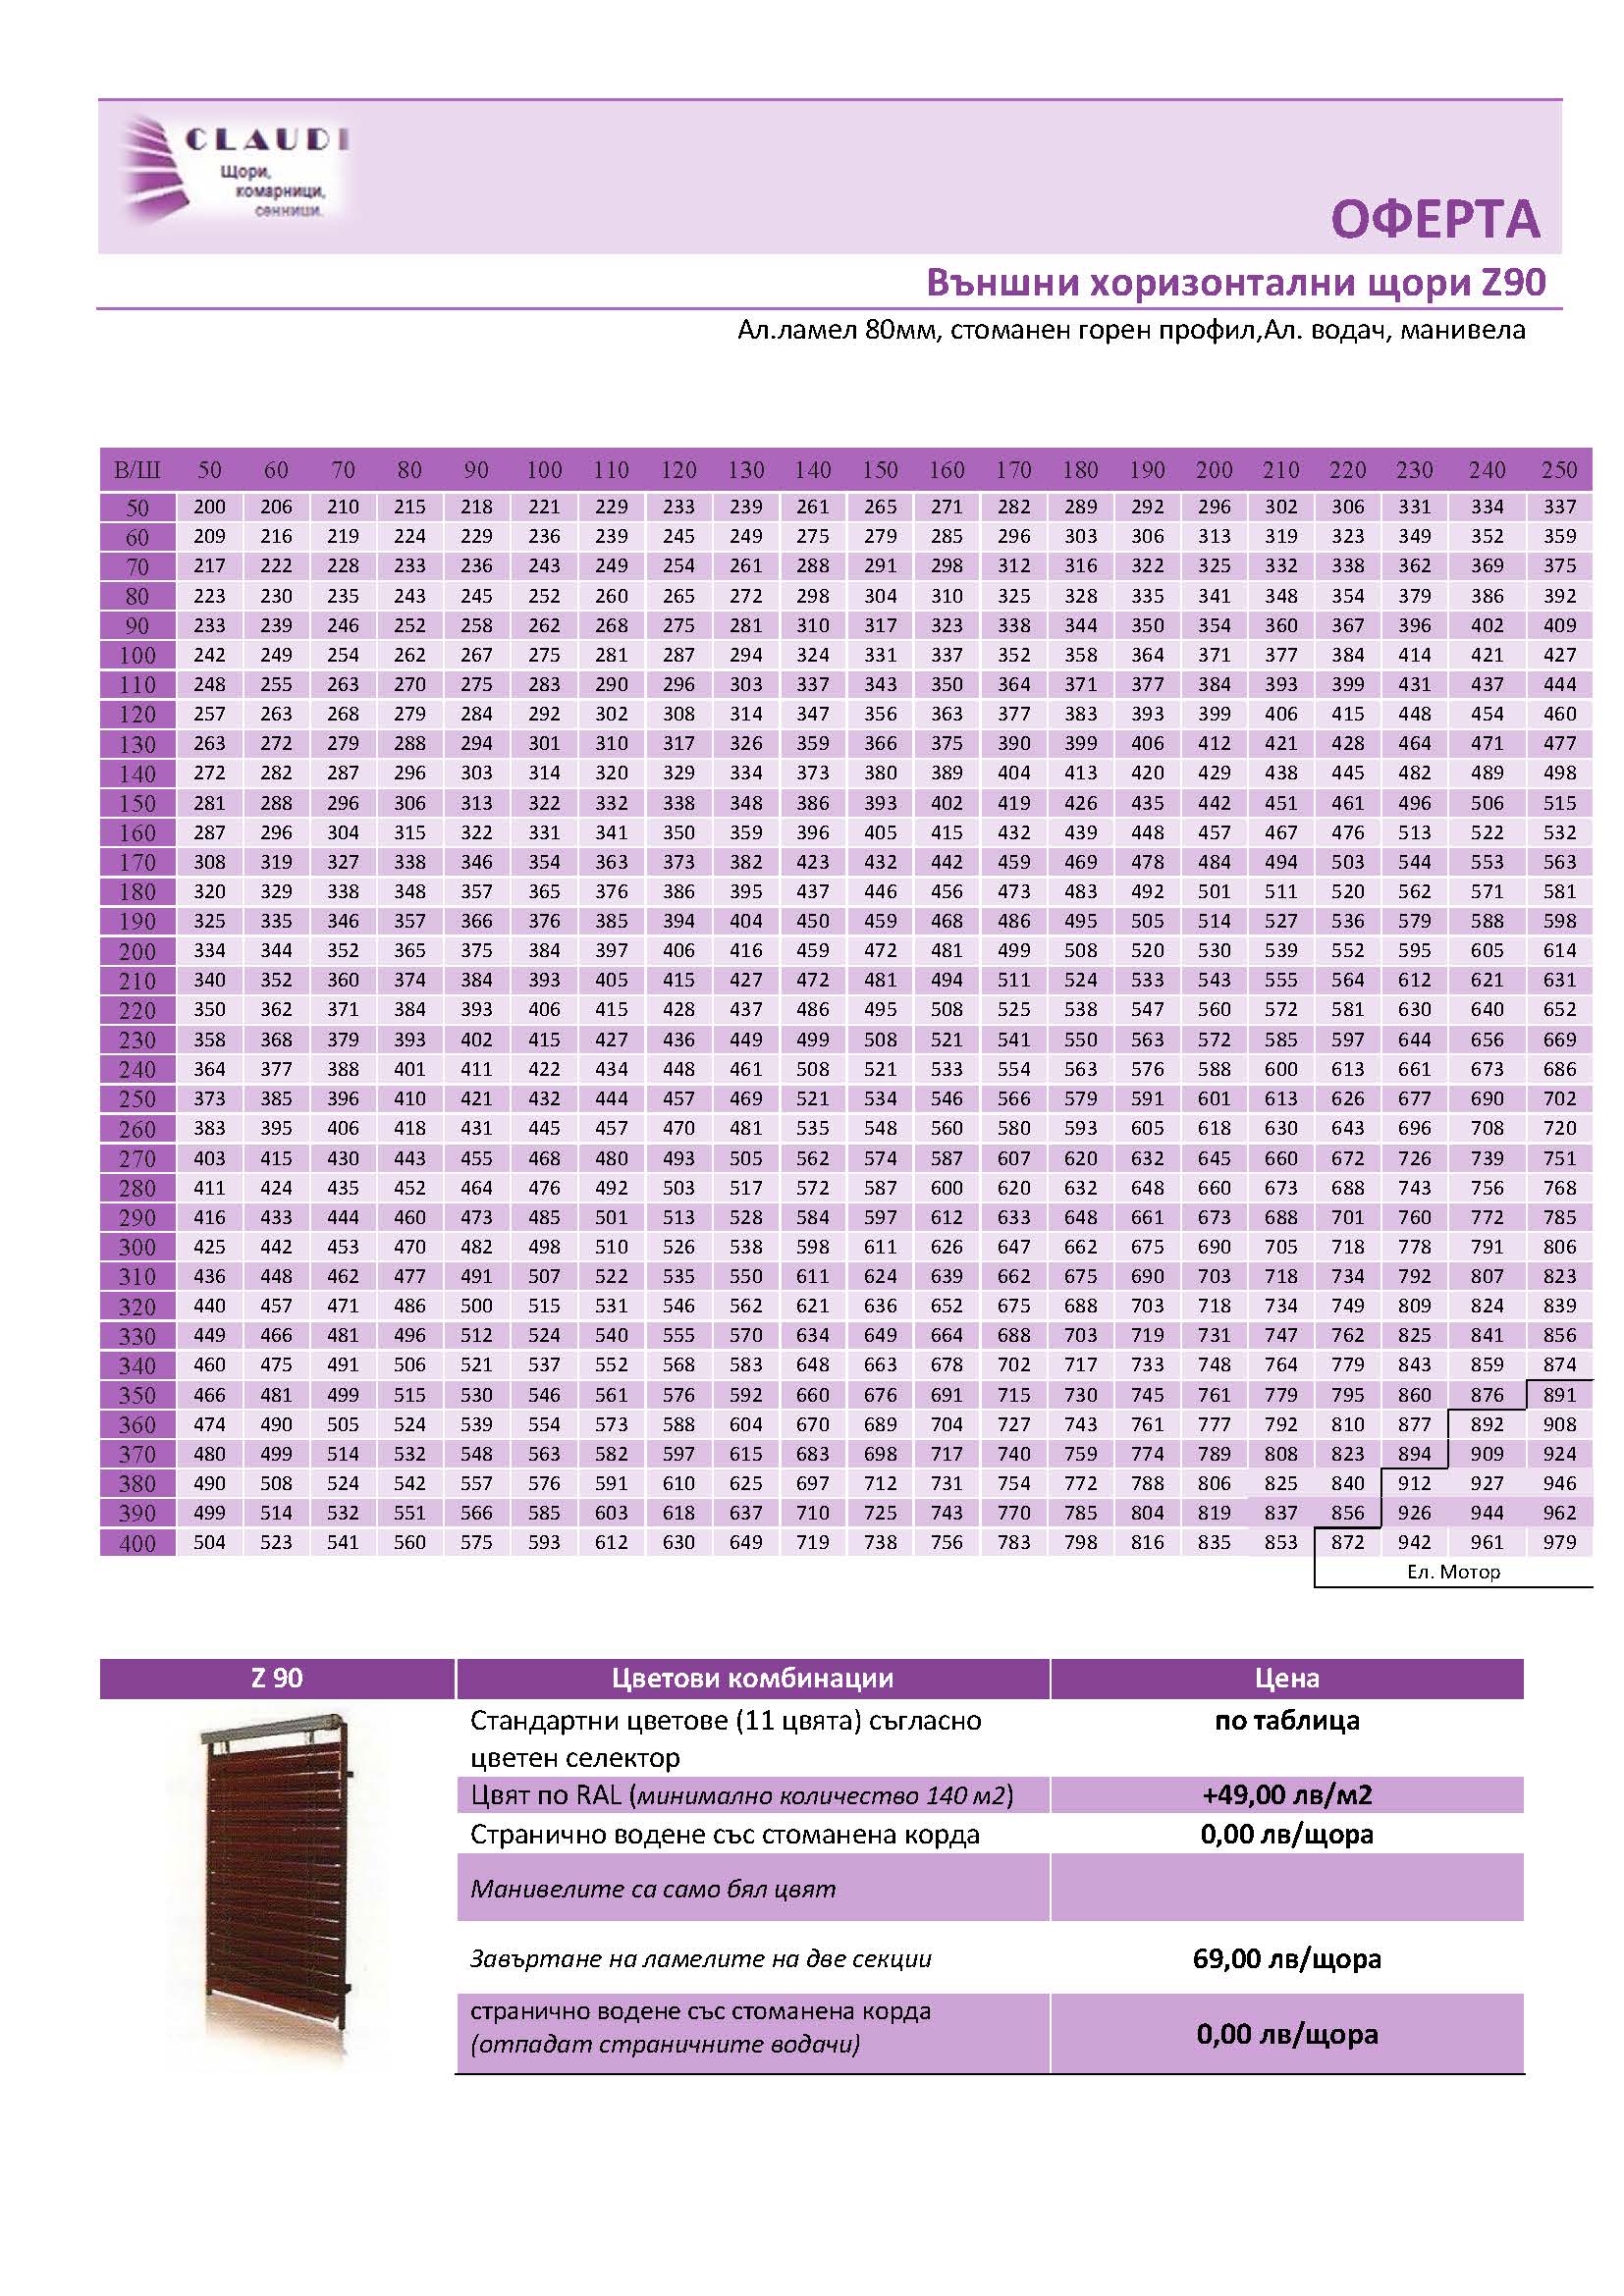 CLAUDI
Щори,
комарници,
сенници.
ОФЕРТА
Външни хоризонтални щори Z90
Ал.ламел 80мм, стоманен горен профил,Ал. водач, манивела
В/Ш 50 60 70 80 90 100 110 120 130 140 150 160 170 180 190 200 210 220 230 240 250
50 200 206 210 215 218 221 229 233 239 261 265 271 282 289 292 296 302 306 331 334 337
60 209 216 219 224 229 236 239 245 249 275 279 285 296 303 306 313 319 323 349 352 359
70 217 222 228 233 236 243 249 254 261 288 291 298 312 316 322 325 332 338 362 369 375
80 223 230 235 243 245 252 260 265 272 298 304 310 325 328 335 341 348 354 379 386 392
90 233 239 246 252 258 262 268 275 281 310 317 323 338 344 350 354 360 367 396 402 409
100 242 249 254 262 267 275 281 287 294 324 331 337 352 358 364 371 377 384 414 421 427
110 248 255 263 270 275 283 290 296 303 337 343 350 364 371 377 384 393 399 431 437 444
120 257 263 268 279 284 292 302 308 314 347 356 363 377 383 393 399 406 415 448 454 460
130 263 272 279 288 294 301 310 317 326 359 366 375 390 399 406 412 421 428 464 471 477
140 272 282 287 296 303 314 320 329 334 373 380 389 404 413 420 429 438 445 482 489 498
150 281 288 296 306 313 322 332 338 348 386 393 402 419 426 435 442 451 461 496 506 515
160 287 296 304 315 322 331 341 350 359 396 405 415 432 439 448 457 467 476 513 522 532
170 308 319 327 338 346 354 363 373 382 423 432 442 459 469 478 484 494 503 544 553 563
180 320 329 338 348 357 365 376 386 395 437 446 456 473 483 492 501 511 520 562 571 581
190 325 335 346 357 366 376 385 394 404 450 459 468 486 495 505 514 527 536 579 588 598
200 334 344 352 365 375 384 397 406 416 459 472 481 499 508 520 530 539 552 595 605 614
210 340 352 360 374 384 393 405 415 427 472 481 494 511 524 533 543 555 564 612 621 631
220 350 362 371 384 393 406 415 428 437 486 495 508 525 538 547 560 572 581 630 640 652
230 358 368 379 393 402 415 427 436 449 499 508 521 541 550 563 572 585 597 644 656 669
240 364 377 388 401 411 422 434 448 461 508 521 533 554 563 576 588 600 613 661 673 686
250 373 385 396 410 421 432 444 457 469 521 534 546 566 579 591 601 613 626 677 690 702
260 383 395 406 418 431 445 457 470 481 535 548 560 580 593 605 618 630 643 696 708 720
270 403 415 430 443 455 468 480 493 505 562 574 587 607 620 632 645 660 672 726 739 751
280 411 424 435 452 464 476 492 503 517 572 587 600 620 632 648 660 673 688 743 756 768
290 416 433 444 460 473 485 501 513 528 584 597 612 633 648 661 673 688 701 760 772 785
300 425 442 453 470 482 498 510 526 538 598 611 626 647 662 675 690 705 718 778 791 806
310 436 448 462 477 491 507 522 535 550 611 624 639 662 675 690 703 718 734 792 807 823
320 440 457 471 486 500 515 531 546 562 621 636 652 675 688 703 718 734 749 809 824 839
330 449 466 481 496 512 524 540 555 570 634 649 664 688 703 719 731 747 762 825 841 856
340 460 475 491 506 521 537 552 568 583 648 663 678 702 717 733 748 764 779 843 859 874
350 466 481 499 515 530 546 561 576 592 660 676 691 715 730 745 761 779 795 860 876 891
360 474 490 505 524 539 554 573 588 604 670 689 704 727 743 761 777 792 810 877 892 908
370 480 499 514 532 548 563 582 597 615 683 698 717 740 759 774 789 808 823 894 909 924
380 490 508 524 542 557 576 591 610 625 697 712 731 754 772 788 806 825 840 912 927 946
390 499 514 532 551 566 585 603 618 637 710 725 743 770 785 804 819 837 856 926 944 962
400 504 523 541 560 575 593 612 630 649 719 738 756 783 798 816 835 853 872 942 961 979
Ел. Мотор
Z 90 Цветови комбинации Цена
Стандартни цветове (11 цвята) съгласно по таблица
цветен селектор
Цвят по RAL (минимално количество 140 м2) +49,00 лв/м2
Странично водене със стоманена корда 0,00 лв/щора
Манивелите са само бял цвят
Завъртане на ламелите на две секции 69,00 лв/щора
странично водене със стоманена корда
(отпадат страничните водачи) 0,00 лв/щора